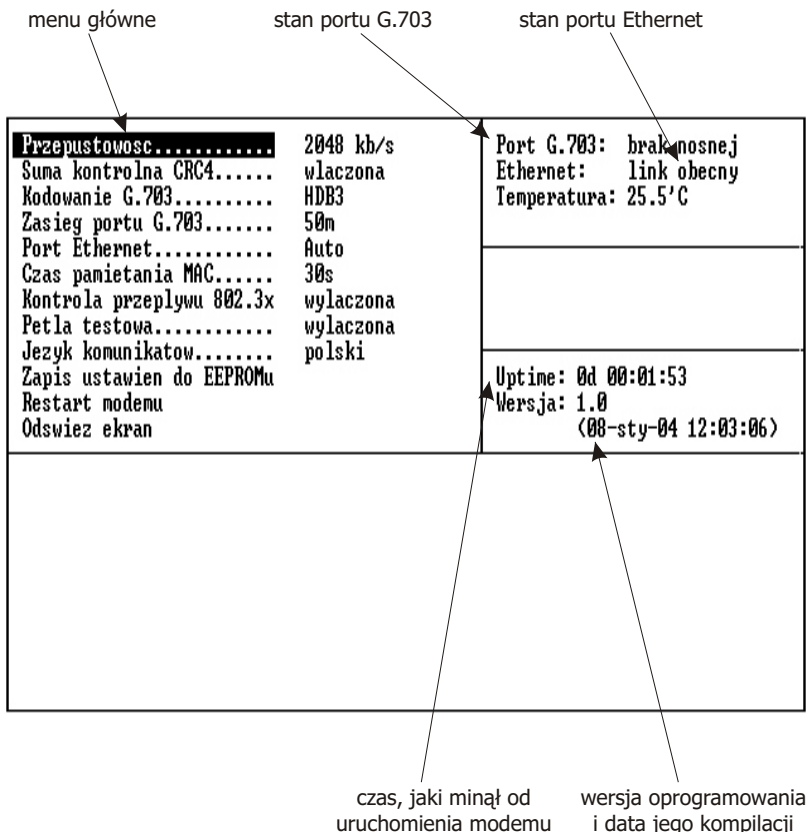 menu główne
stan portu G.703
stan portu Ethernet
Przepustowosc............ 2048 kb/s
Suma kontrolna CRC4...... wlaczona
Kodowanie G.703.......... HDB3
Zasieg portu G.703....... 50m
Port Ethernet............ Auto
Czas pamietania MAC...... 30s
Kontrola przeplywu 802.3x wylaczona
Petla testowa............ wylaczona
Jezyk komunikatow........ polski
Zapis ustawien do EEPROMu
Restart modemu
Odswiez ekran
Port G.703: brak nosnej
Ethernet: link obecny
Temperatura: 25.5'C
Uptime: 0d 00:01:53
Wersja: 1.0
(08-sty-04 12:03:06)
czas, jaki minął od
uruchomienia modemu
wersja oprogramowania
i data jego kompilacji